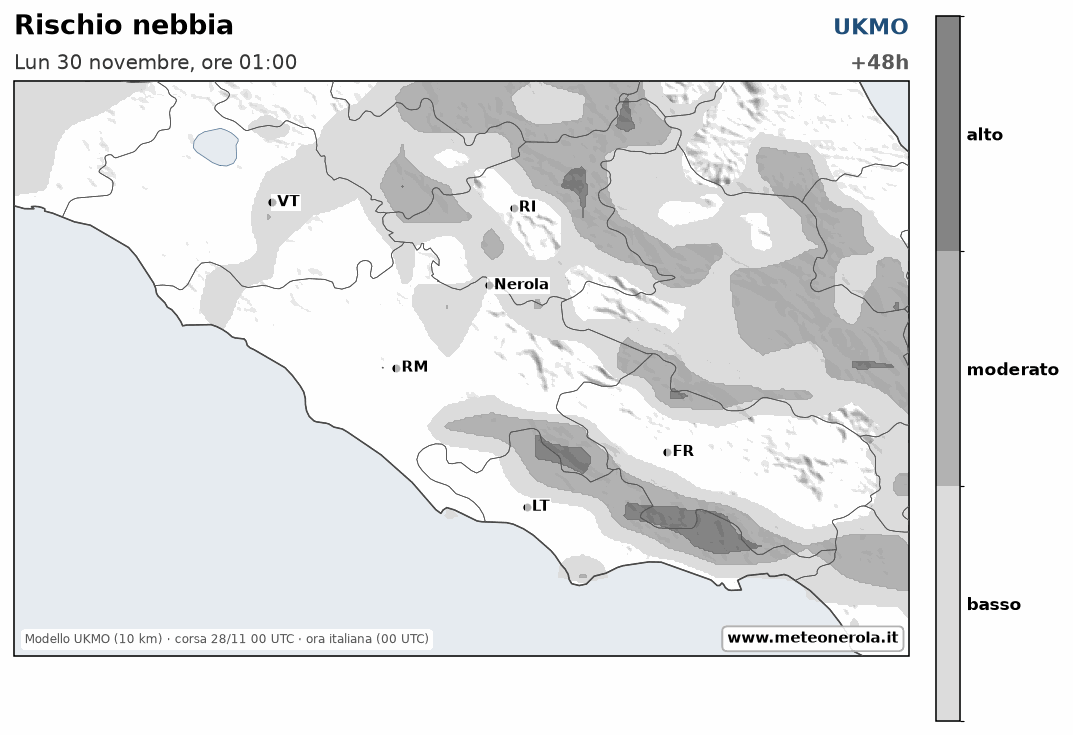 Rischio nebbia
UKMO
Lun 30 novembre, ore 01:00
+48h
alto
VT
RI
Nerola
moderato
RM
FR
LT
basso
Modello UKMO (10 km) · corsa 28/11 00 UTC · ora italiana (00 UTC)
www.meteonerola.it